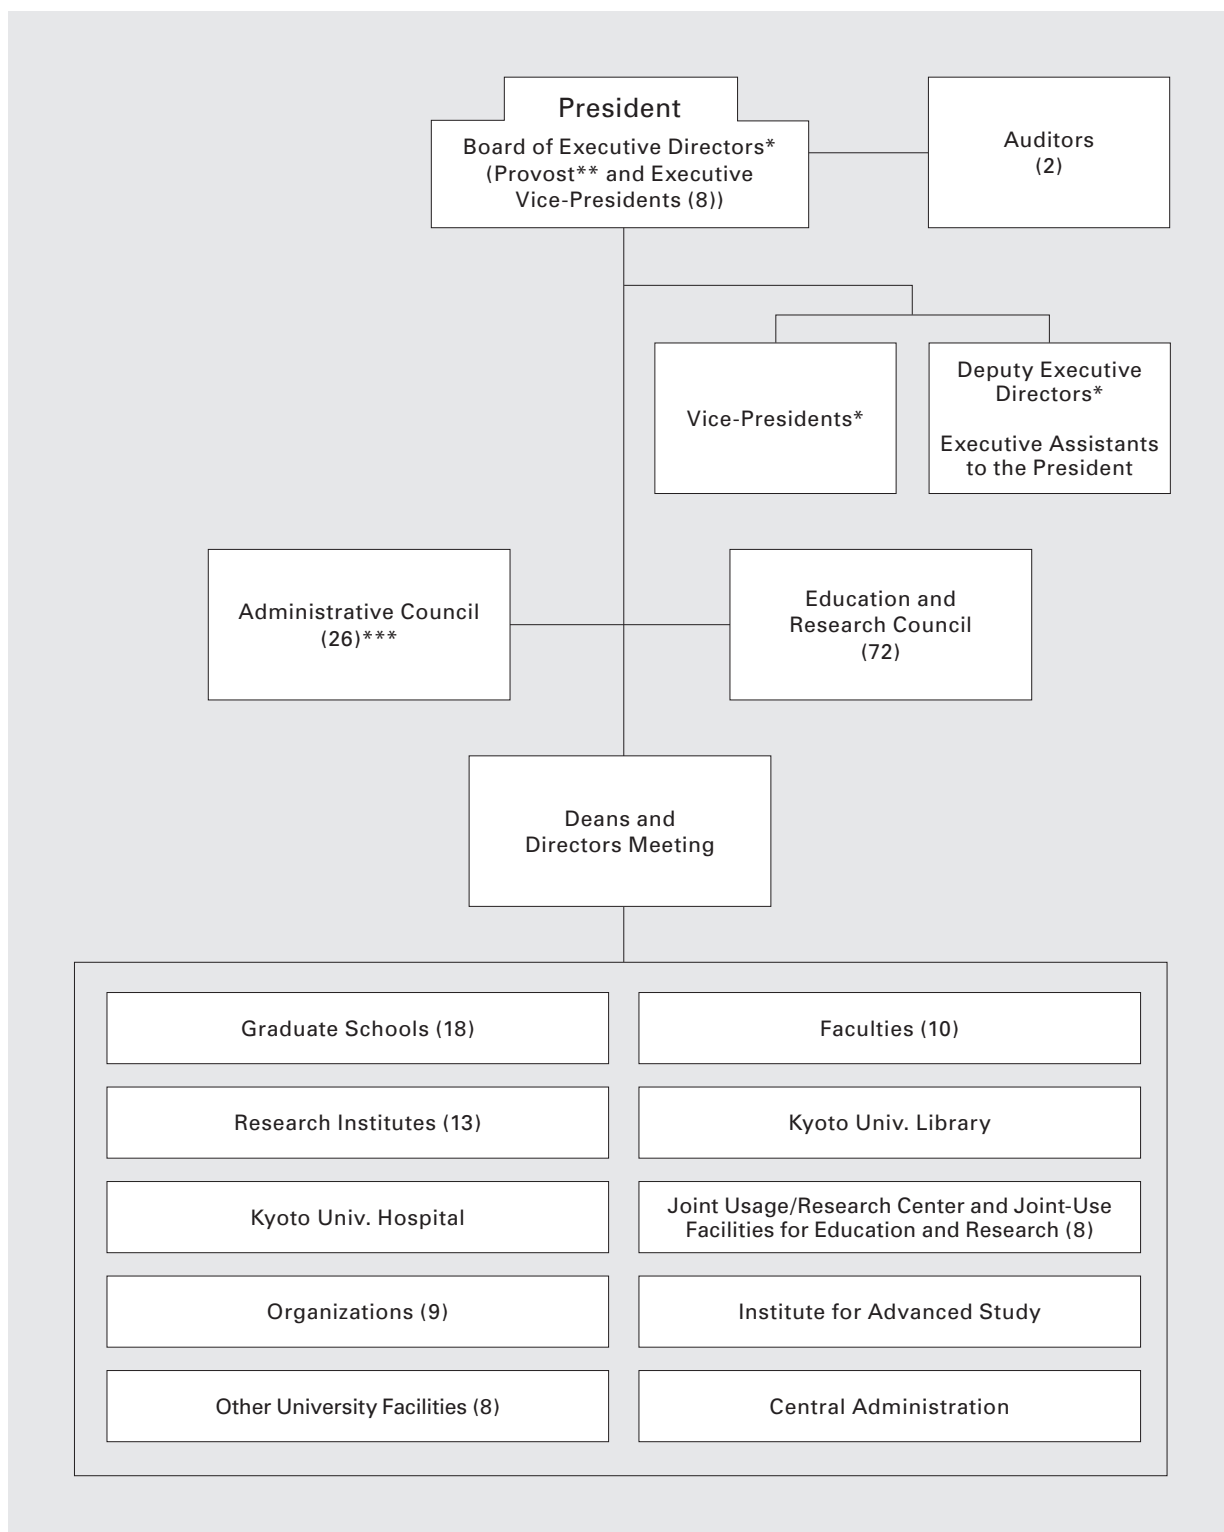 President
Board of Executive Directors*
(Provost** and Executive
Vice-Presidents (8))
Auditors
(2)
Vice-Presidents*
Deputy Executive
Directors*
Executive Assistants
to the President
Administrative Council
(26)***
Education and
Research Council
(72)
Deans and
Directors Meeting
Graduate Schools (18)
Faculties (10)
Research Institutes (13)
Kyoto Univ. Library
Kyoto Univ. Hospital
Joint Usage/Research Center and Joint-Use
Facilities for Education and Research (8)
Organizations (9)
Institute for Advanced Study
Other University Facilities (8)
Central Administration